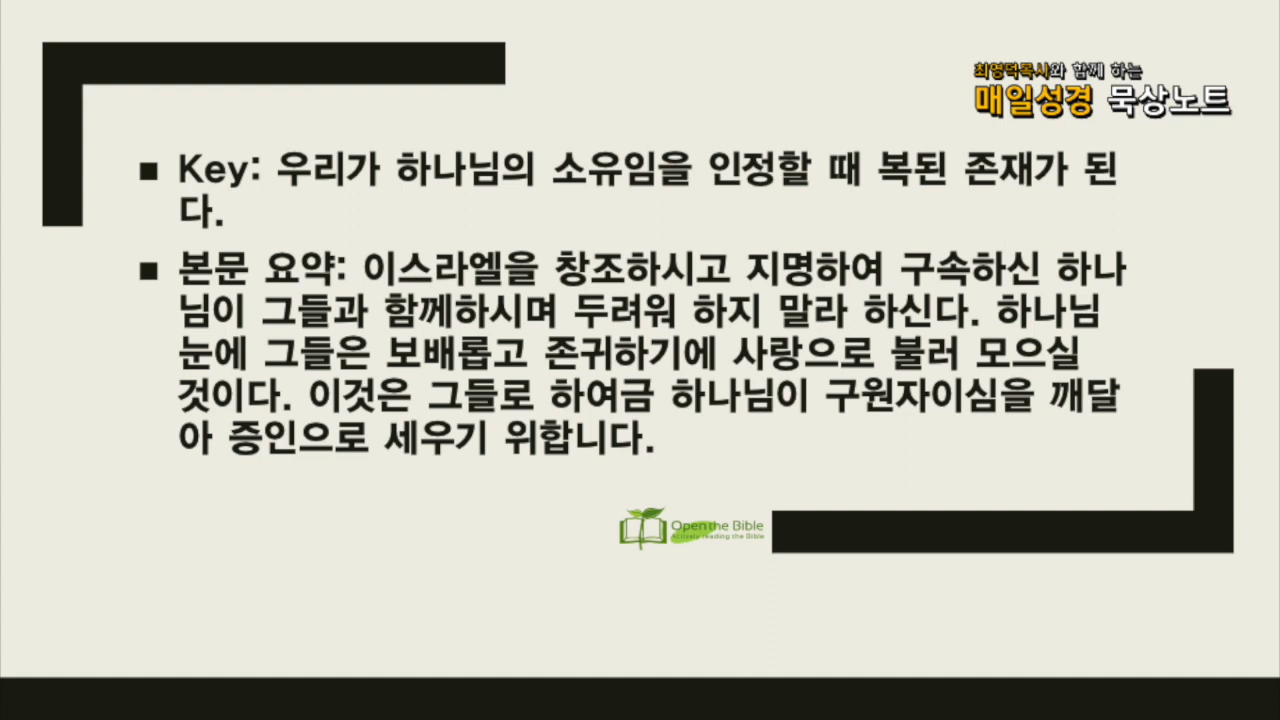 최영덕목사와 함께 하는
매일성경 묵상노트
■ Key: 우리가 하나님의 소유임을 인정할 때 복된 존재가 된
다.
■ 본문 요약: 이스라엘을 창조하시고 지명하여 구속하신 하나
님이 그들과 함께하시며 두려워 하지 말라 하신다. 하나님
눈에 그들은 보배롭고 존귀하기에 사랑으로 불러 모으실
것이다. 이것은 그들로 하여금 하나님이 구원자이심을 깨달
아 증인으로 세우기 위합니다.
Open the Bible
Actively reading the Bible